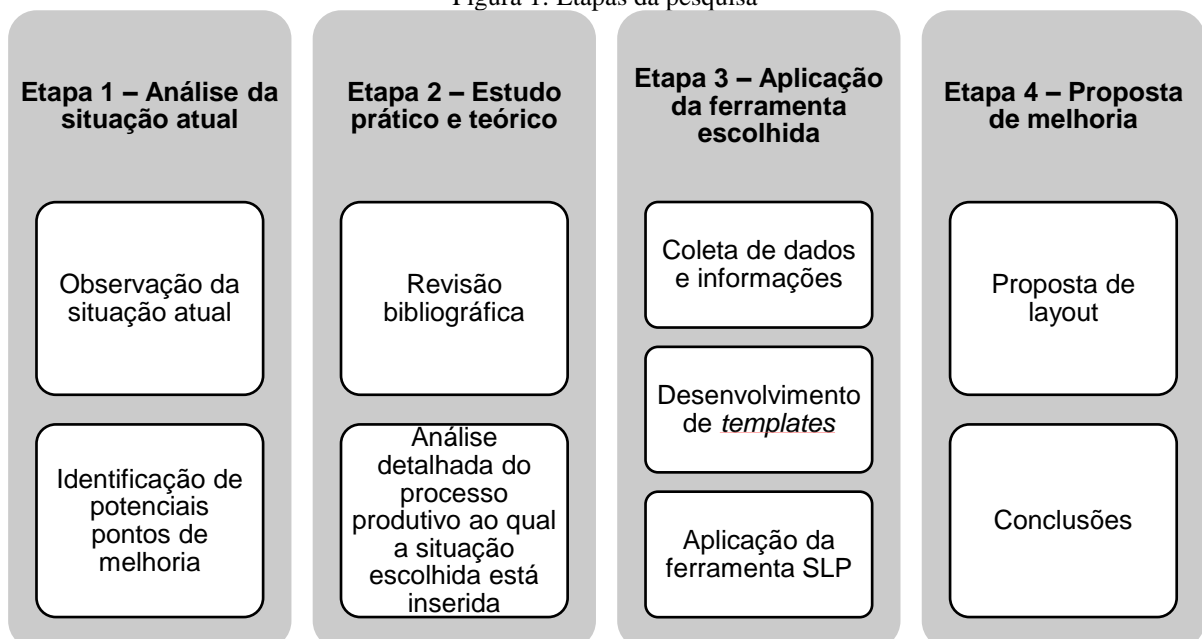 Figura 1: Etapas da pesquisa
Etapa 1 – Análise da
situação atual
Observação da
situação atual
Identificação de
potenciais
pontos de
melhoria
Etapa 2 – Estudo
prático e teórico
Revisão
bibliográfica
Análise
detalhada do
processo
produtivo ao qual
a situação
escolhida está
inserida
Etapa 3 – Aplicação
da ferramenta
escolhida
Coleta de dados
e informações
Desenvolvimento
de templates
Aplicação da
ferramenta SLP
Etapa 4 – Proposta
de melhoria
Proposta de
layout
Conclusões